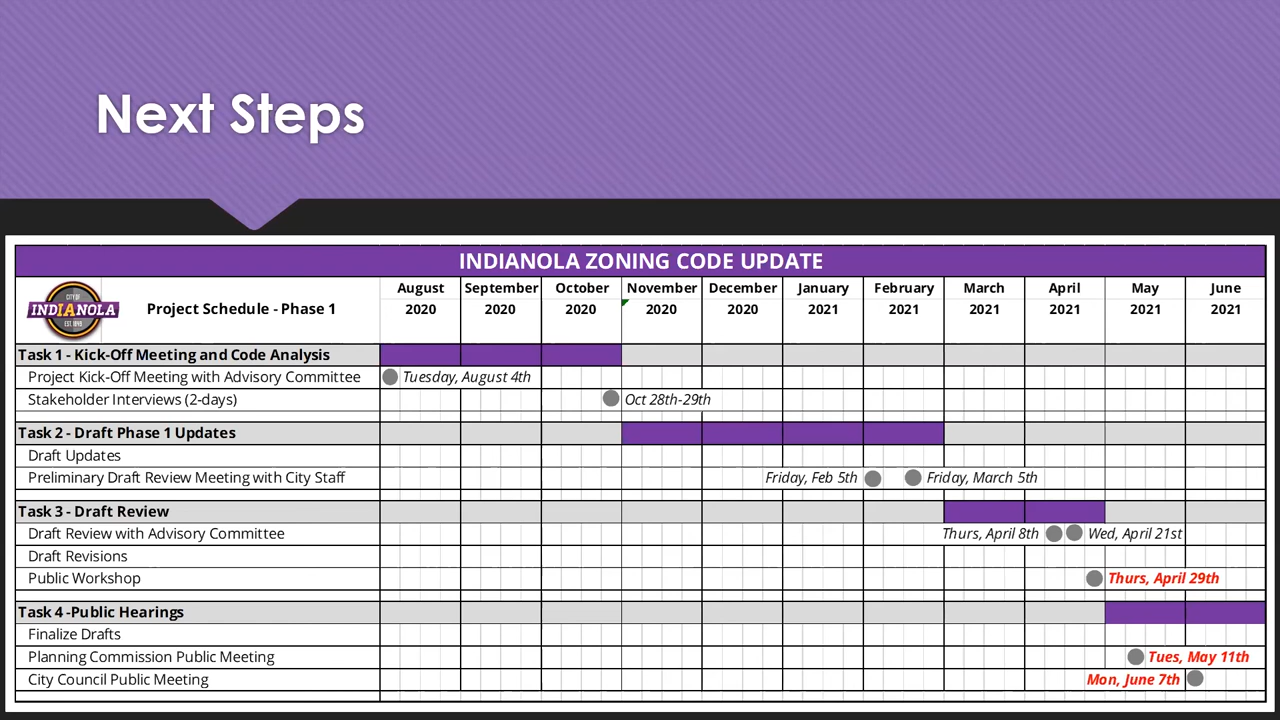 Next Steps
INDIANOLA ZONING CODE UPDATE
CITY OF
INDIANOLA
EST. 1849
Project Schedule - Phase 1
August 2020
September 2020
October 2020
November 2020
December 2020
January 2021
February 2021
March 2021
April 2021
May 2021
June 2021
Task 1 - Kick-Off Meeting and Code Analysis
Project Kick-Off Meeting with Advisory Committee Tuesday, August 4th
Stakeholder Interviews (2-days) Oct 28th-29th
Task 2 - Draft Phase 1 Updates
Draft Updates
Preliminary Draft Review Meeting with City Staff Friday, Feb 5th Friday, March 5th
Task 3 - Draft Review
Draft Review with Advisory Committee Thurs, April 8th Wed, April 21st
Draft Revisions
Public Workshop Thurs, April 29th
Task 4 -Public Hearings
Finalize Drafts
Planning Commission Public Meeting Tues, May 11th
City Council Public Meeting Mon, June 7th